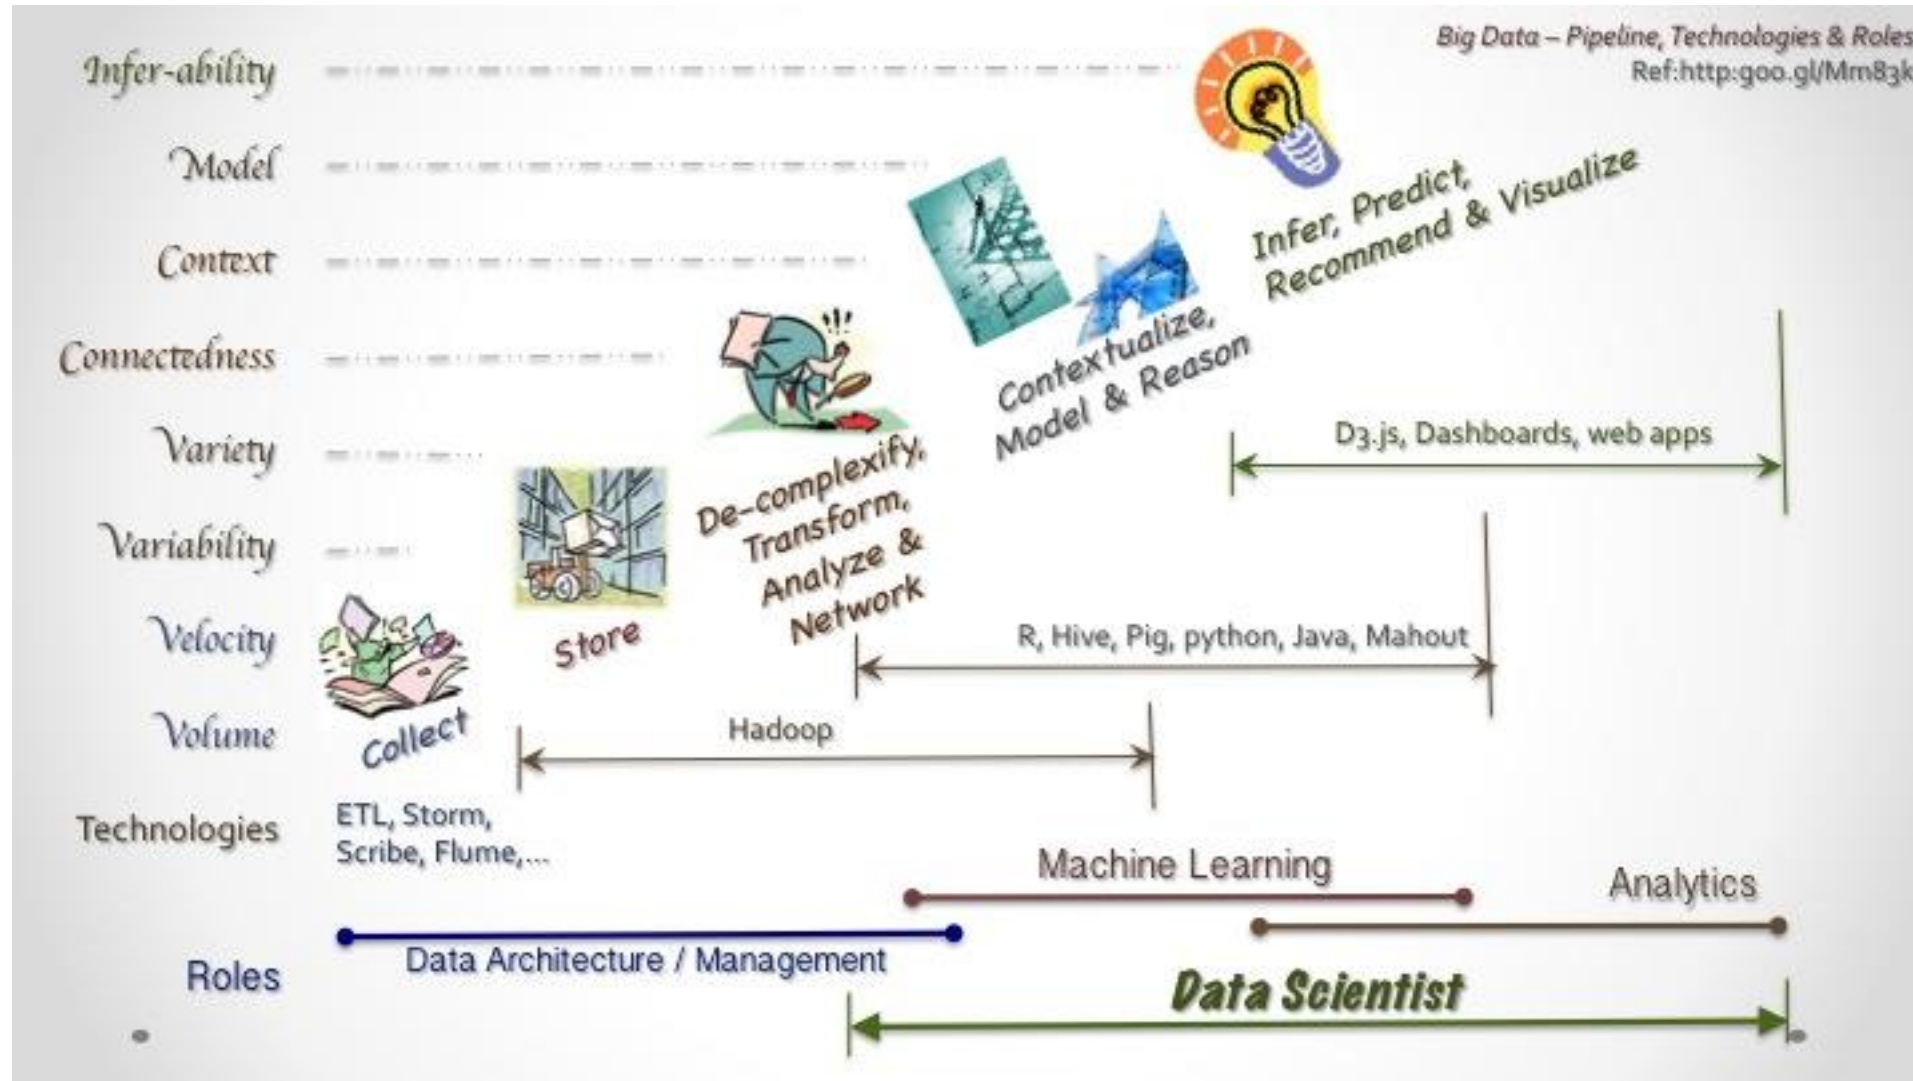 Big Data – Pipeline, Technologies & Roles
Ref:http:goo.gl/Mm83k
Infer-ability
Model
Context
Connectedness
Variety
Variability
Velocity
Volume
Technologies
Roles
Collect
Store
De-complexify,
Transform,
Analyze &
Network
Contextualize,
Model & Reason
Infer, Predict,
Recommend & Visualize
D3.js, Dashboards, web apps
R, Hive, Pig, python, Java, Mahout
Hadoop
ETL, Storm,
Scribe, Flume,...
Machine Learning
Analytics
Data Architecture / Management
Data Scientist